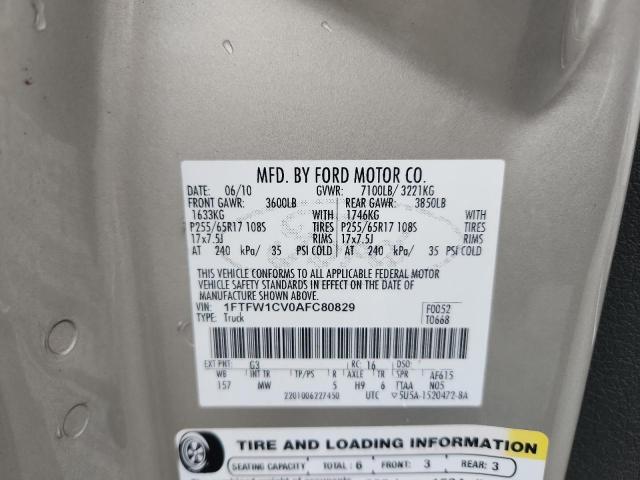 MFD. BY FORD MOTOR CO.
DATE: 06/10 GVWR: 7100LB/ 3221KG
FRONT GAWR: 3600LB REAR GAWR: 3850LB
1633KG WITH 1746KG WITH
P255/65R17 108S TIRES P255/65R17 108S TIRES
17x7.5J RIMS 17x7.5J RIMS
AT 240 kPa/ 35 PSI COLD AT 240 kPa/ 35 PSI COLD
THIS VEHICLE CONFORMS TO ALL APPLICABLE FEDERAL MOTOR
VEHICLE SAFETY STANDARDS IN EFFECT ON THE DATE OF
MANUFACTURE SHOWN ABOVE.
VIN: 1FTFW1CV0AFC80829 F0052
TYPE: Truck T0668
EXT PNT: G3 RC: 16 DSO:
WB INT TR TP/PS R AXLE TR SPR AF615
157 MW 5 H9 6 TTAA N05
2201006227450 UTC 5U5A-1520472-BA
TIRE AND LOADING INFORMATION
SEATING CAPACITY TOTAL: 6 FRONT: 3 REAR: 3